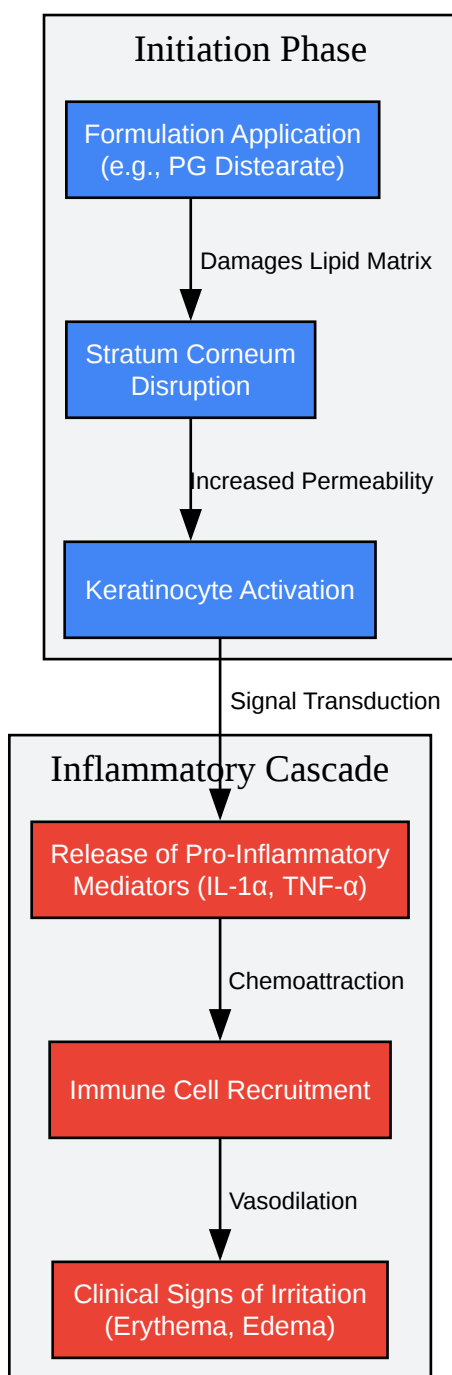 Initiation Phase
Formulation Application
(e.g., PG Distearate)
Damages Lipid Matrix
Stratum Corneum
Disruption
Increased Permeability
Keratinocyte Activation
Signal Transduction
Inflammatory Cascade
Release of Pro-Inflammatory
Mediators (IL-1α, TNF-α)
Chemoattraction
Immune Cell Recruitment
Vasodilation
Clinical Signs of Irritation
(Erythema, Edema)